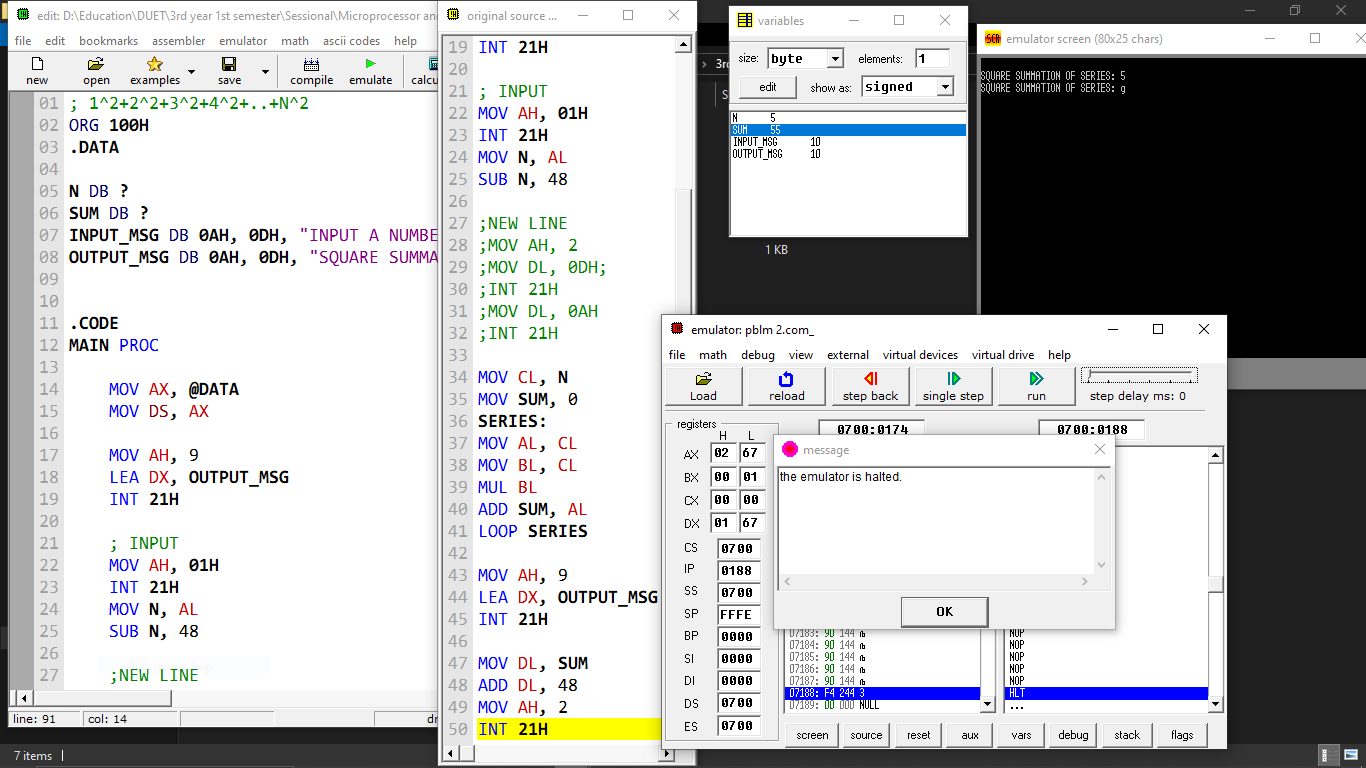 edit: D:\Education\DUET\3rd year 1st semester\Sessional\Microprocessor and
file edit bookmarks assembler emulator math ascii codes help
new open examples save compile emulate calcu
01 ; 1^2+2^2+3^2+4^2+..+N^2
02 ORG 100H
03 .DATA
04
05 N DB ?
06 SUM DB ?
07 INPUT_MSG DB 0AH, 0DH, "INPUT A NUMBE
08 OUTPUT_MSG DB 0AH, 0DH, "SQUARE SUMMA
09
10
11 .CODE
12 MAIN PROC
13
14 MOV AX, @DATA
15 MOV DS, AX
16
17 MOV AH, 9
18 LEA DX, OUTPUT_MSG
19 INT 21H
20
21 ; INPUT
22 MOV AH, 01H
23 INT 21H
24 MOV N, AL
25 SUB N, 48
26
27 ;NEW LINE
line: 91 col: 14
7 items
original source ...
19 INT 21H
20
21 ; INPUT
22 MOV AH, 01H
23 INT 21H
24 MOV N, AL
25 SUB N, 48
26
27 ;NEW LINE
28 ;MOV AH, 2
29 ;MOV DL, 0DH;
30 ;INT 21H
31 ;MOV DL, 0AH
32 ;INT 21H
33
34 MOV CL, N
35 MOV SUM, 0
36 SERIES:
37 MOV AL, CL
38 MOV BL, CL
39 MUL BL
40 ADD SUM, AL
41 LOOP SERIES
42
43 MOV AH, 9
44 LEA DX, OUTPUT_MSG
45 INT 21H
46
47 MOV DL, SUM
48 ADD DL, 48
49 MOV AH, 2
50 INT 21H
variables
size: byte elements: 1
edit show as: signed
N 5
SUM 55
INPUT_MSG 10
OUTPUT_MSG 10
1 KB
emulator screen (80x25 chars)
SQUARE SUMMATION OF SERIES: 5
SQUARE SUMMATION OF SERIES: g
emulator: pblm 2.com_
file math debug view external virtual devices virtual drive help
Load reload step back single step run step delay ms: 0
registers 0700:0174 0700:0188
H L
AX 02 67
BX 00 01
CX 00 00
DX 01 67
CS 0700
IP 0188
SS 0700
SP FFFE
BP 0000
SI 0000
DI 0000
DS 0700
ES 0700
message
the emulator is halted.
OK
07183: 90 144 NOP
07184: 90 144 NOP
07185: 90 144 NOP
07186: 90 144 NOP
07187: 90 144 NOP
07188: F4 244 HLT
07189: 00 000 NULL ...
screen source reset aux vars debug stack flags